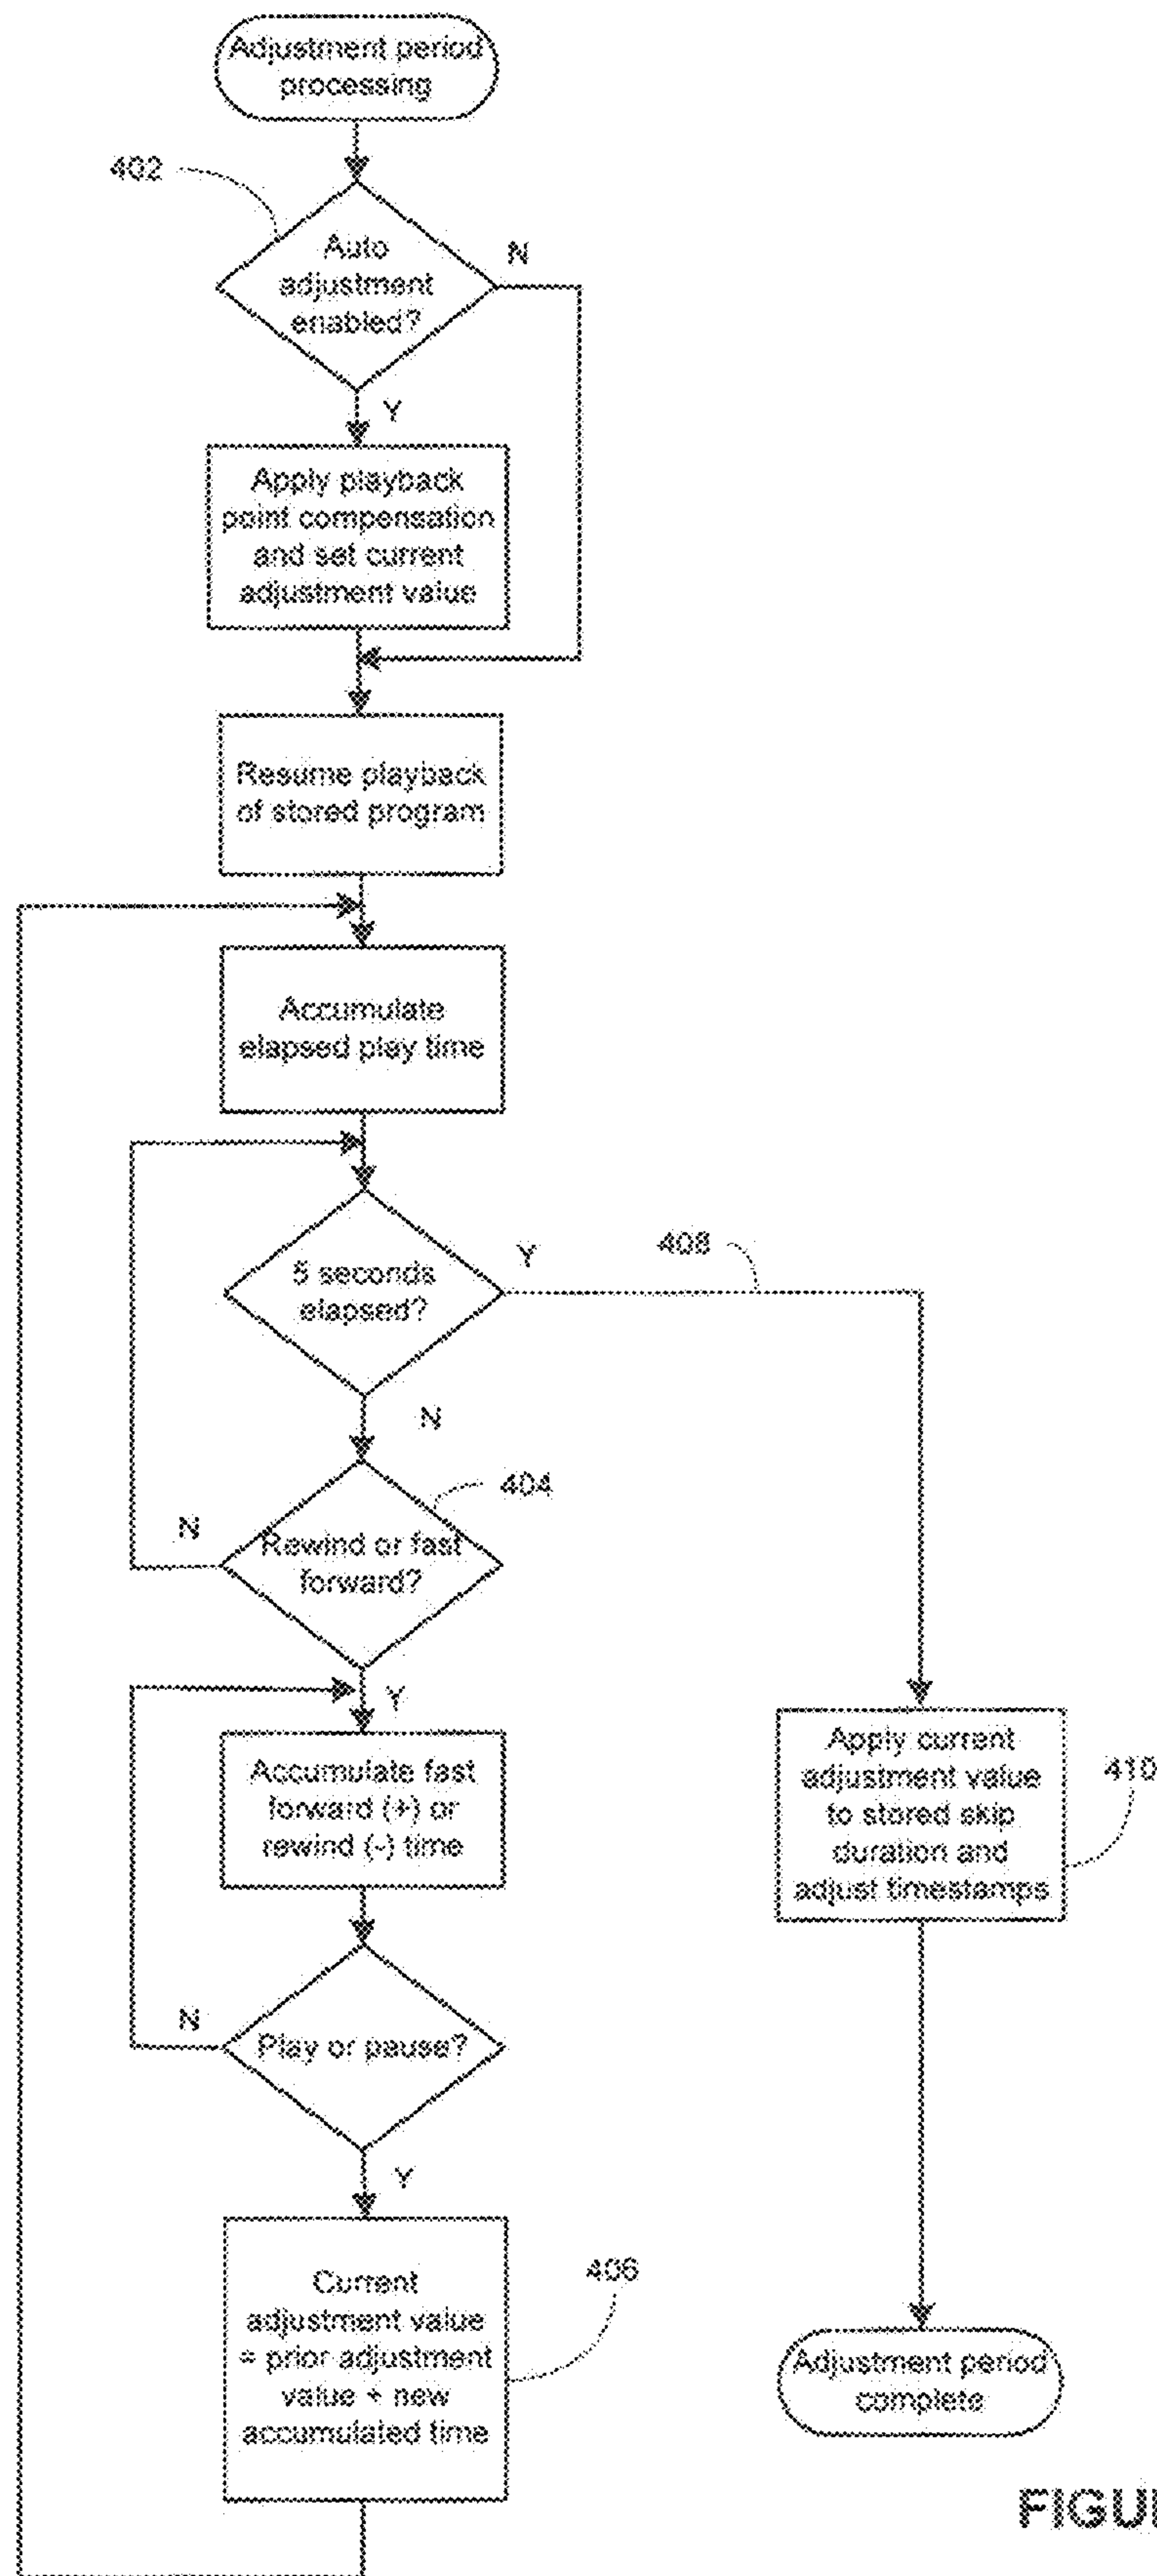 Adjustment period
processing
402
Auto
adjustment
enabled?
N
Y
Apply playback
point compensation
and set current
adjustment value
Resume playback
of stored program
Accumulate
elapsed play time
5 seconds
elapsed?
Y
408
N
404
Rewind or fast
forward?
N
Y
Accumulate fast
forward (+) or
rewind (-) time
Apply current
adjustment value
to stored skip
duration and
adjust timestamps
410
Play or pause?
N
Y
Current
adjustment value
= prior adjustment
value + new
accumulated time
406
Adjustment period
complete